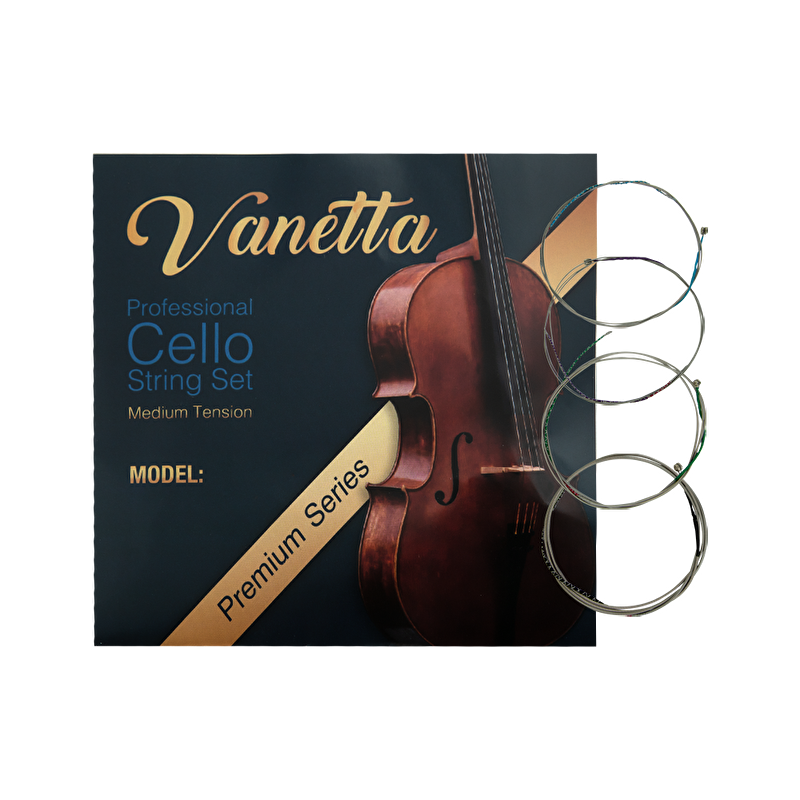 Vanetta
Professional
Cello
String Set
Medium Tension
MODEL:
Premium Series